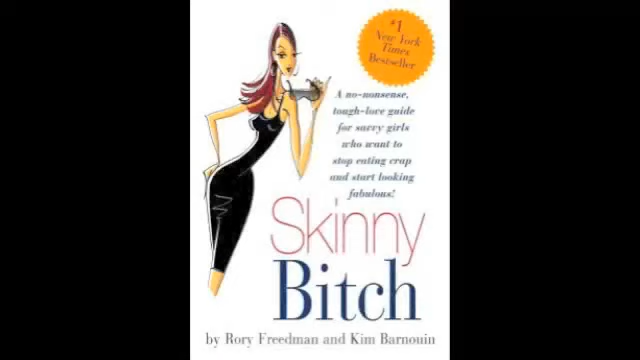 #1
New York
Times
Bestseller
A no-nonsense,
tough-love guide
for savvy girls
who want to
stop eating crap
and start looking
fabulous!
Skinny
Bitch
by Rory Freedman and Kim Barnouin